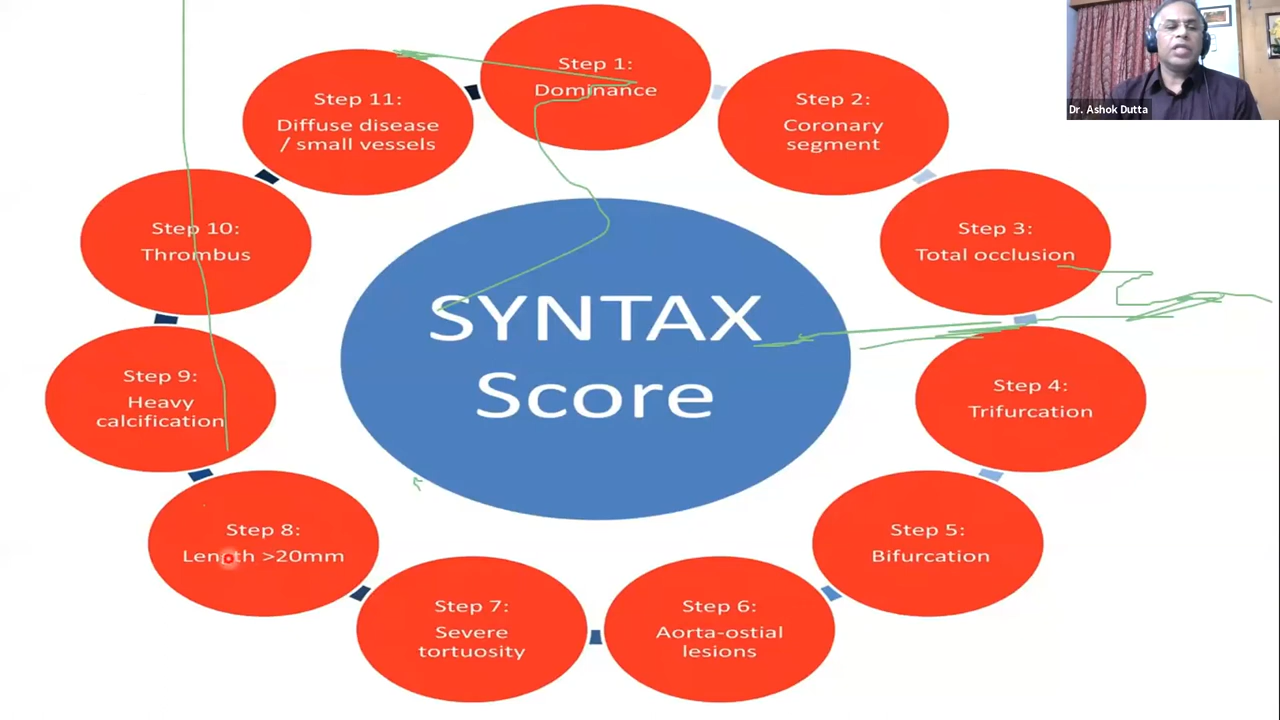 SYNTAX
Score
Step 1:
Dominance
Step 2:
Coronary
segment
Step 3:
Total occlusion
Step 4:
Trifurcation
Step 5:
Bifurcation
Step 6:
Aorta-ostial
lesions
Step 7:
Severe
tortuosity
Step 8:
Length >20mm
Step 9:
Heavy
calcification
Step 10:
Thrombus
Step 11:
Diffuse disease
/ small vessels
Dr. Ashok Dutta